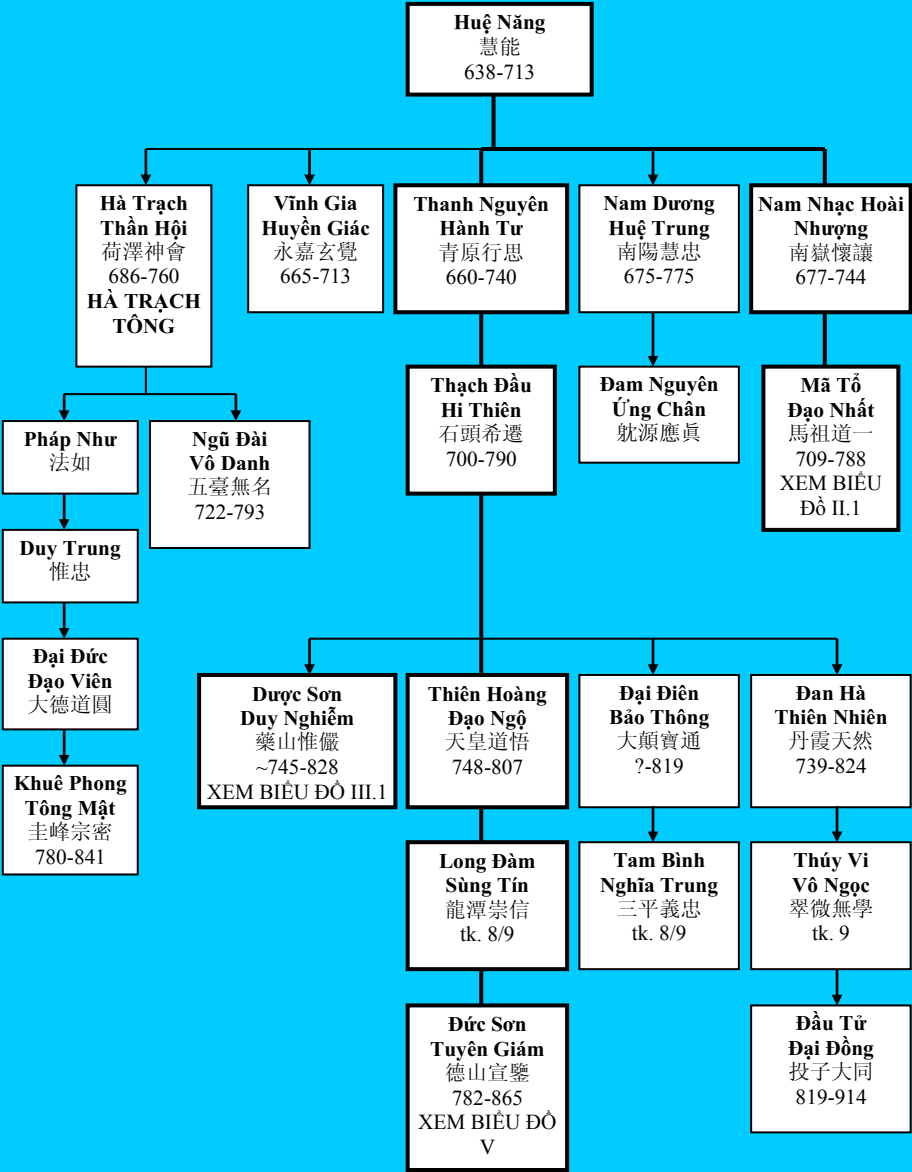 Huệ Năng
慧能
638-713
Hà Trạch
Thần Hội
荷澤神會
686-760
HÀ TRẠCH
TÔNG
Vĩnh Gia
Huyền Giác
永嘉玄覺
665-713
Thanh Nguyên
Hành Tư
青原行思
660-740
Nam Dương
Huệ Trung
南陽慧忠
675-775
Nam Nhạc Hoài
Nhượng
南嶽懷讓
677-744
Thạch Đầu
Hi Thiên
石頭希遷
700-790
Đam Nguyên
Ứng Chân
躭源應眞
Mã Tổ
Đạo Nhất
馬祖道一
709-788
XEM BIỂU
Đồ II.1
Pháp Như
法如
Ngũ Đài
Vô Danh
五臺無名
722-793
Duy Trung
惟忠
Đại Đức
Đạo Viên
大德道圓
Khuê Phong
Tông Mật
圭峰宗密
780-841
Dược Sơn
Duy Nghiễm
藥山惟儼
~745-828
XEM BIỂU ĐỒ III.1
Thiên Hoàng
Đạo Ngộ
天皇道悟
748-807
Đại Điên
Bảo Thông
大顛寶通
?-819
Đan Hà
Thiên Nhiên
丹霞天然
739-824
Long Đàm
Sùng Tín
龍潭崇信
tk. 8/9
Tam Bình
Nghĩa Trung
三平義忠
tk. 8/9
Thúy Vi
Vô Ngọc
翠微無學
tk. 9
Đức Sơn
Tuyên Giám
德山宣鑒
782-865
XEM BIỂU ĐỒ
V
Đầu Tử
Đại Đồng
投子大同
819-914